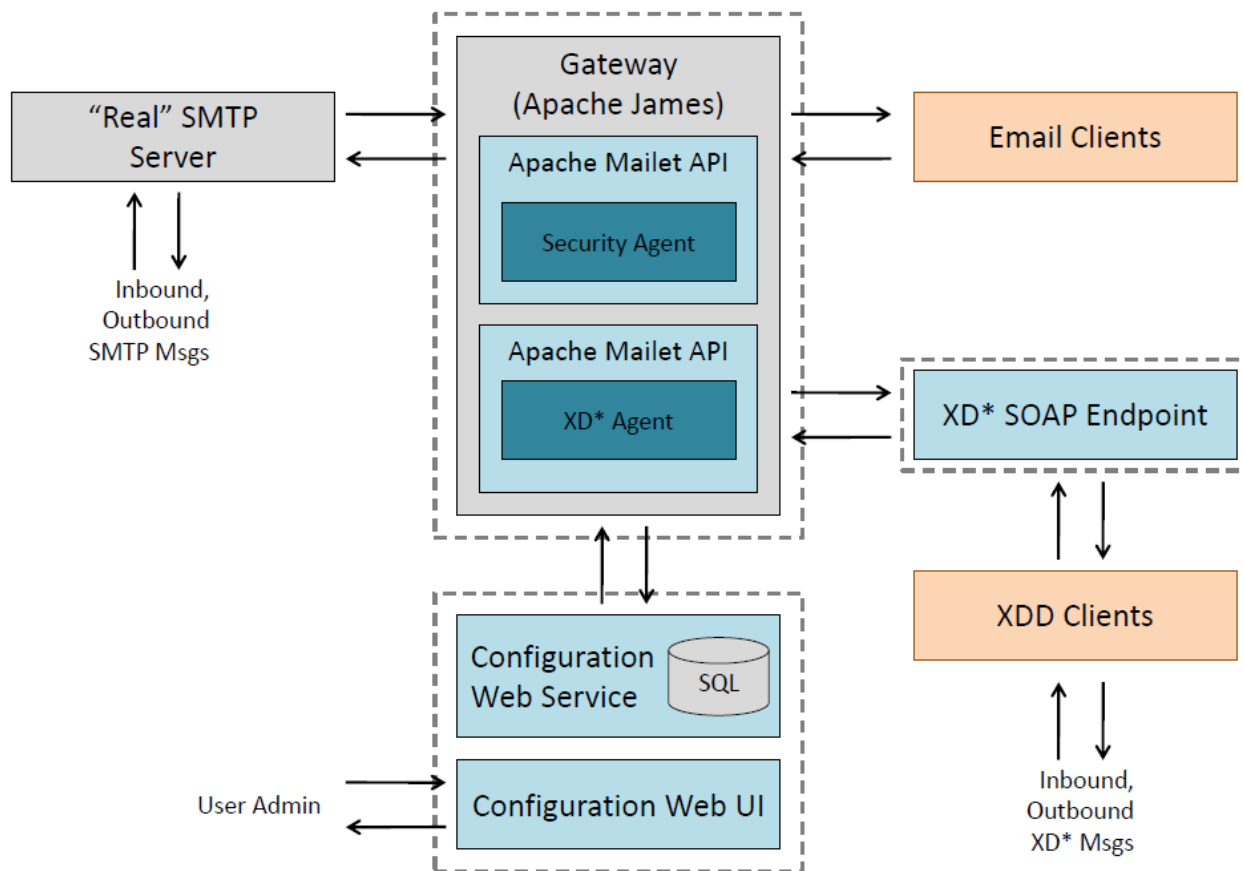 Gateway
(Apache James)
“Real” SMTP
Server
Email Clients
Apache Mailet API
Security Agent
Inbound,
Outbound
SMTP Msgs
Apache Mailet API
XD* Agent
XD* SOAP Endpoint
XDD Clients
Configuration
Web Service
SQL
User Admin
Configuration Web UI
Inbound,
Outbound
XD* Msgs